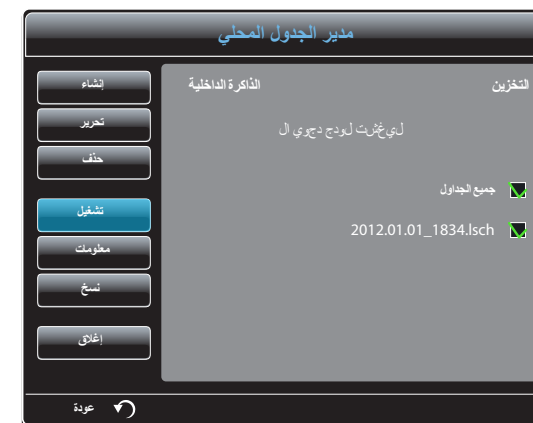 مدير الجدول المحلي
التخزين الذاكرة الداخلية
ليغشت لودج دجوي ال
جميع الجداول
2012.01.01_1834.lsch
إنشاء
تحرير
حذف
تشغيل
معلومات
نسخ
إغلاق
عودة